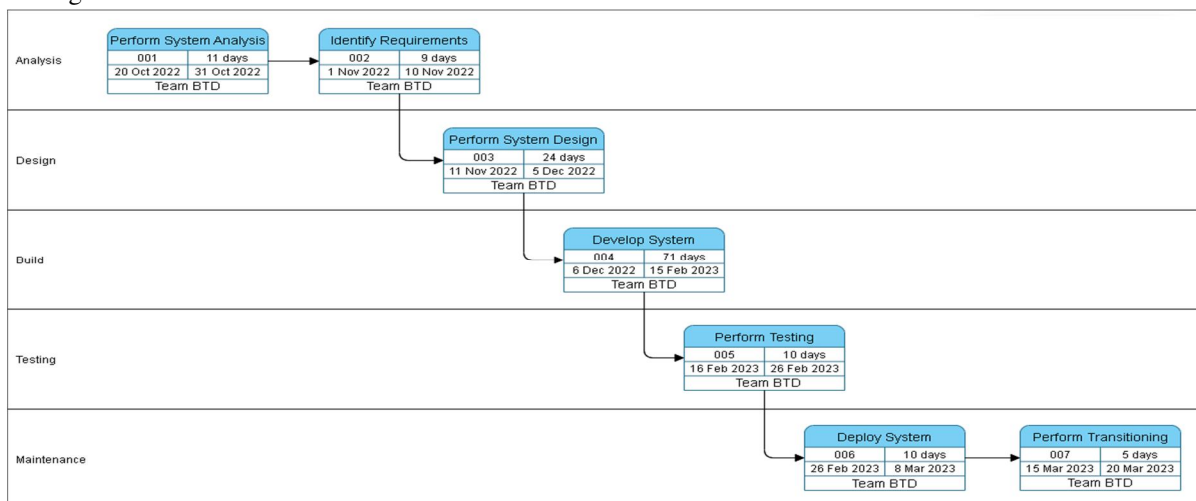 Analysis
Perform System Analysis
001 11 days
20 Oct 2022 31 Oct 2022
Team BTD
Identify Requirements
002 9 days
1 Nov 2022 10 Nov 2022
Team BTD
Design
Perform System Design
003 24 days
11 Nov 2022 5 Dec 2022
Team BTD
Build
Develop System
004 71 days
6 Dec 2022 15 Feb 2023
Team BTD
Testing
Perform Testing
005 10 days
16 Feb 2023 26 Feb 2023
Team BTD
Maintenance
Deploy System
006 10 days
26 Feb 2023 8 Mar 2023
Team BTD
Perform Transitioning
007 5 days
15 Mar 2023 20 Mar 2023
Team BTD